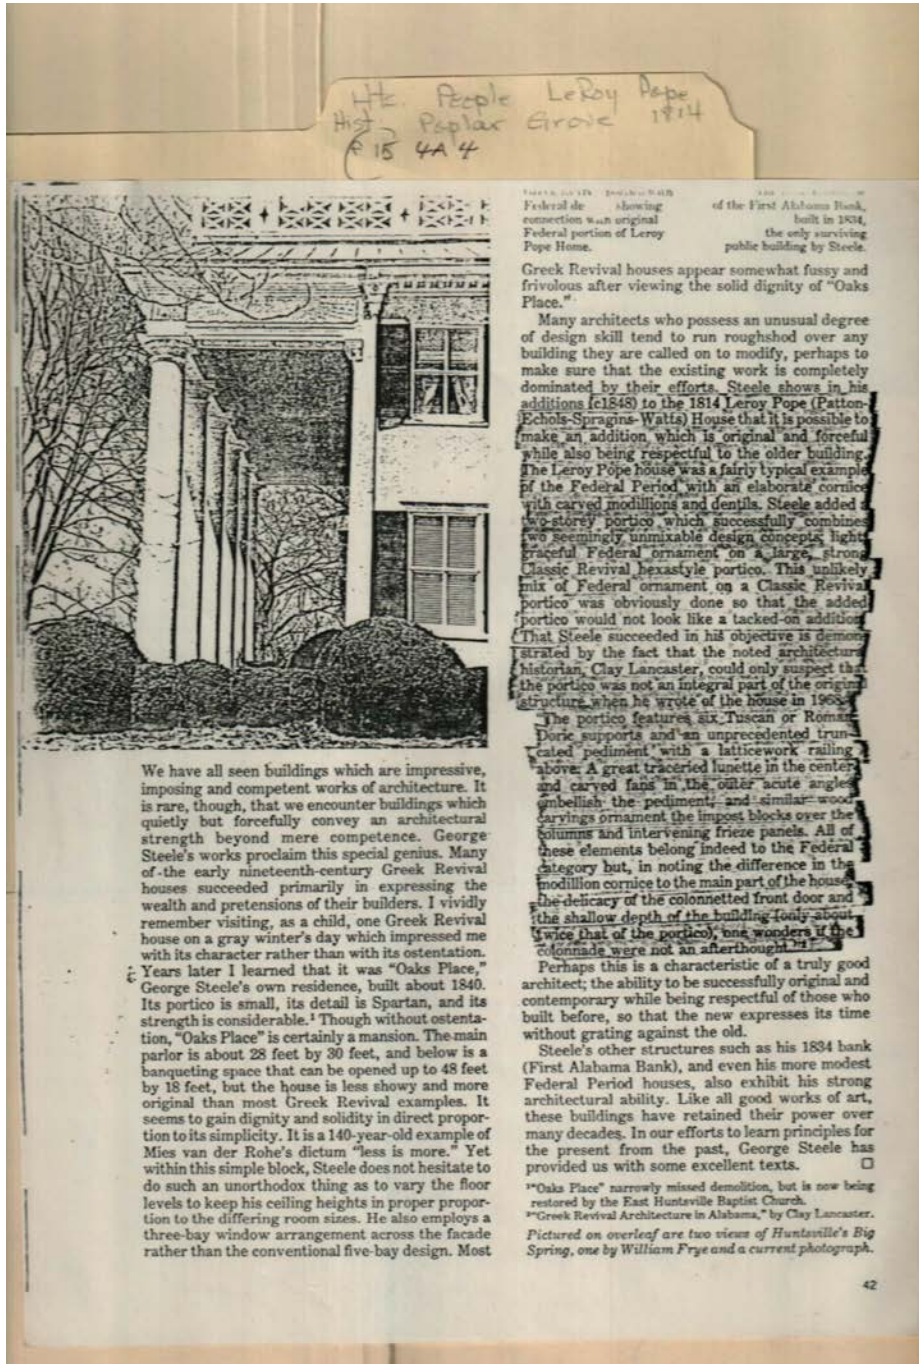 Hist. People LeRoy Pope
Poplar Grove 1814
P 15 4A 4
Federal de showing
connection with original
Federal portion of Leroy
Pope Home.
of the First Alabama Bank,
built in 1834,
the only surviving
public building by Steele.
We have all seen buildings which are impressive,
imposing and competent works of architecture. It
is rare, though, that we encounter buildings which
quietly but forcefully convey an architectural
strength beyond mere competence. George
Steele's works proclaim this special genius. Many
of the early nineteenth-century Greek Revival
houses succeeded primarily in expressing the
wealth and pretensions of their builders. I vividly
remember visiting, as a child, one Greek Revival
house on a gray winter's day which impressed me
with its character rather than with its ostentation.
Years later I learned that it was "Oaks Place,"
George Steele's own residence, built about 1840.
Its portico is small, its detail is Spartan, and its
strength is considerable.¹ Though without ostenta-
tion, "Oaks Place" is certainly a mansion. The main
parlor is about 28 feet by 30 feet, and below is a
banqueting space that can be opened up to 48 feet
by 18 feet, but the house is less showy and more
original than most Greek Revival examples. It
seems to gain dignity and solidity in direct propor-
tion to its simplicity. It is a 140-year-old example of
Mies van der Rohe's dictum "less is more." Yet
within this simple block, Steele does not hesitate to
do such an unorthodox thing as to vary the floor
levels to keep his ceiling heights in proper propor-
tion to the differing room sizes. He also employs a
three-bay window arrangement across the facade
rather than the conventional five-bay design. Most
Greek Revival houses appear somewhat fussy and
frivolous after viewing the solid dignity of "Oaks
Place."
Many architects who possess an unusual degree
of design skill tend to run roughshod over any
building they are called on to modify, perhaps to
make sure that the existing work is completely
dominated by their efforts. Steele shows in his
additions (c1848) to the 1814 Leroy Pope (Patton-
Echols-Spragins-Watts) House that it is possible to
make an addition which is original and forceful
while also being respectful to the older building.
The Leroy Pope house was a fairly typical example
of the Federal Period with an elaborate cornice
with carved modillions and dentils. Steele added a
two-storey portico which successfully combines
two seemingly unmixable design concepts, light
graceful Federal ornament on a large, strong
Classic Revival hexastyle portico. This unlikely
mix of Federal ornament on a Classic Revival
portico was obviously done so that the added
portico would not look like a tacked-on addition.
That Steele succeeded in his objective is demon-
strated by the fact that the noted architectural
historian, Clay Lancaster, could only suspect that
the portico was not an integral part of the original
structure when he wrote of the house in
The portico features six Tuscan or Roman
Doric supports and an unprecedented trun-
cated pediment with a latticework railing
above. A great traceried lunette in the center
and carved fans in the outer acute angles
embellish the pediment, and similar wood
carvings ornament the impost blocks over the
columns and intervening frieze panels. All of
these elements belong indeed to the Federal
category but, in noting the difference in the
modillion cornice to the main part of the house,
the delicacy of the colonnetted front door and
the shallow depth of the building (only about
twice that of the portico), one wonders if the
colonnade were not an afterthought."
Perhaps this is a characteristic of a truly good
architect; the ability to be successfully original and
contemporary while being respectful of those who
built before, so that the new expresses its time
without grating against the old.
Steele's other structures such as his 1834 bank
(First Alabama Bank), and even his more modest
Federal Period houses, also exhibit his strong
architectural ability. Like all good works of art,
these buildings have retained their power over
many decades. In our efforts to learn principles for
the present from the past, George Steele has
provided us with some excellent texts. □
¹"Oaks Place" narrowly missed demolition, but is now being
restored by the East Huntsville Baptist Church.
²"Greek Revival Architecture in Alabama," by Clay Lancaster.
Pictured on overleaf are two views of Huntsville's Big
Spring, one by William Frye and a current photograph.
42